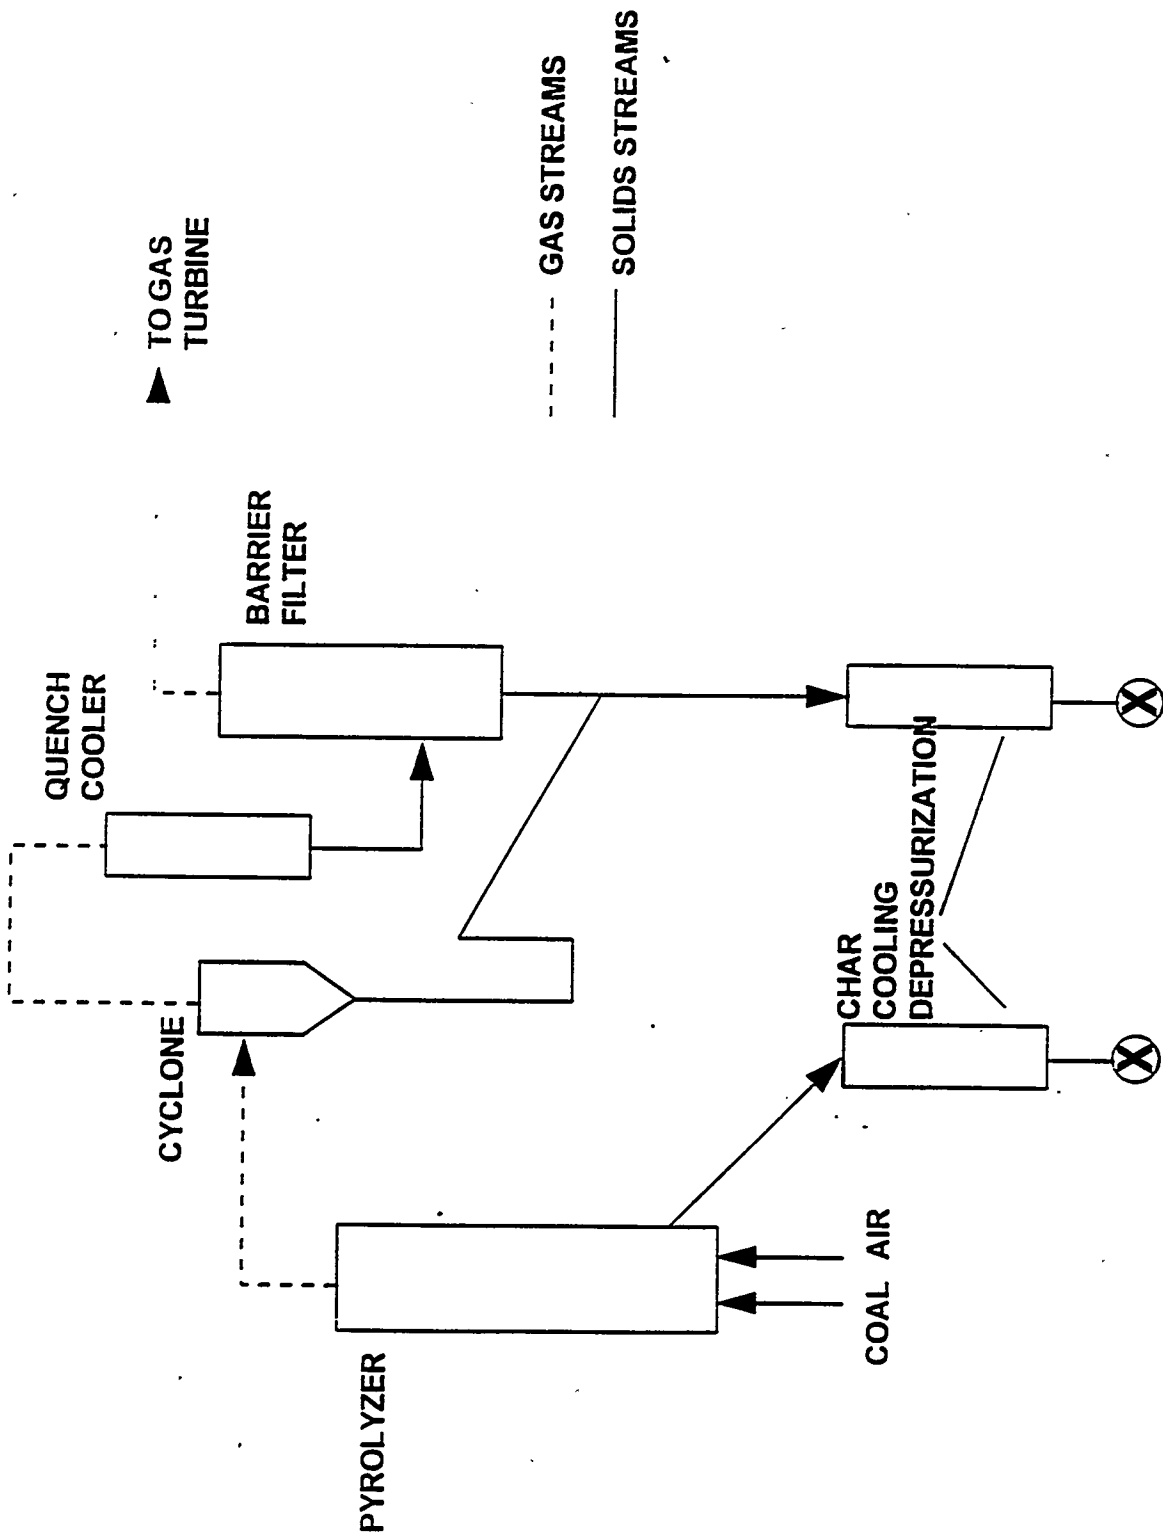 PYROLYZER
COAL
AIR
CYCLONE
CHAR
COOLING
DEPRESSURIZATION
QUENCH
COOLER
BARRIER
FILTER
TO GAS
TURBINE
GAS STREAMS
SOLIDS STREAMS
X
X